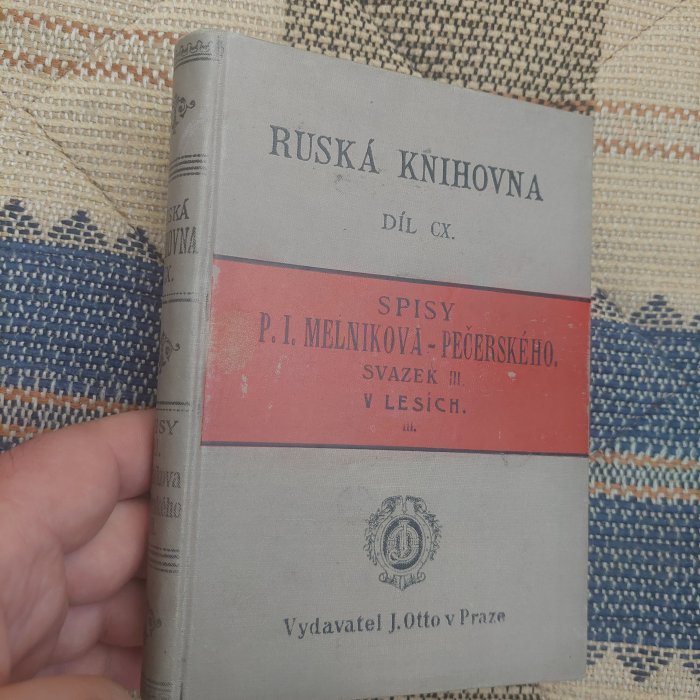 RUSKÁ KNIHOVNA
DÍL CX.
SPISY
P. I. MELNIKOVA-PEČERSKÉHO.
SVAZEK III.
V LESÍCH.
III.
Vydavatel J. Otto v Praze